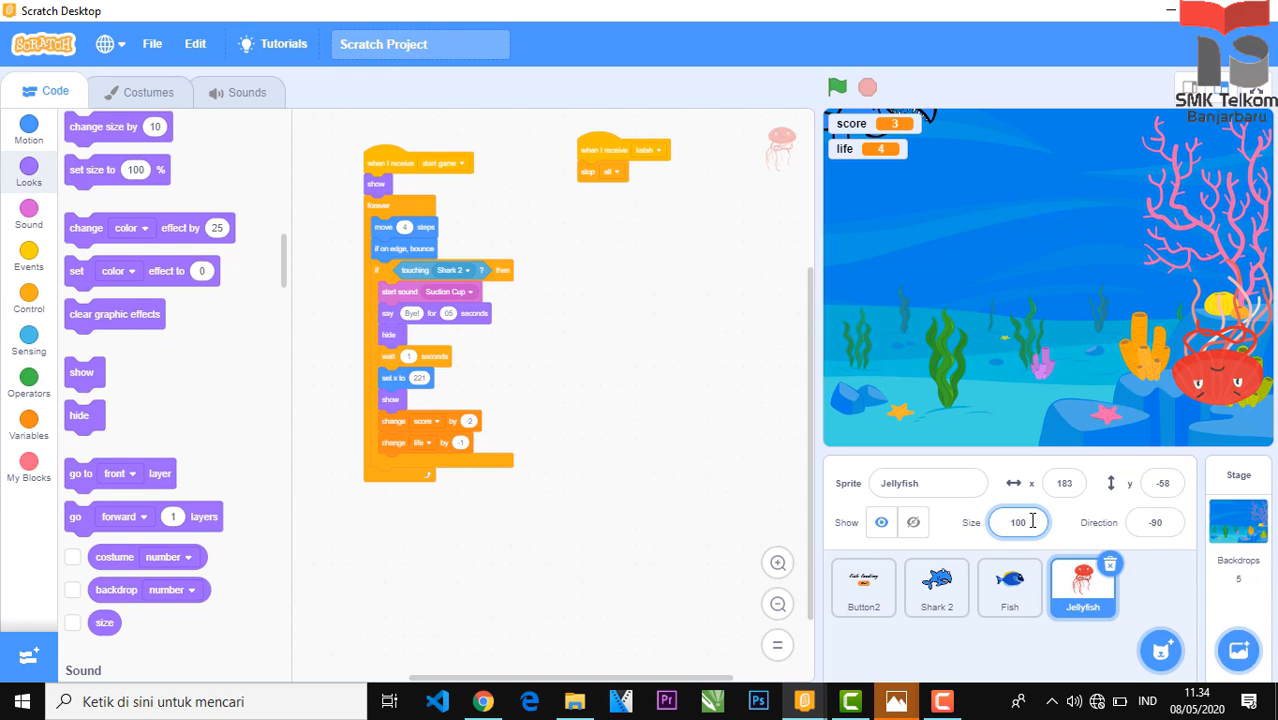 Scratch Desktop
SCRATCH
File
Edit
Tutorials
Scratch Project
SMK Telkom
Banjarbaru
Code
Costumes
Sounds
Motion
Looks
Sound
Events
Control
Sensing
Operators
Variables
My Blocks
change size by 10
set size to 100 %
change color effect by 25
set color effect to 0
clear graphic effects
show
hide
go to front layer
go forward 1 layers
costume number
backdrop number
size
Sound
when I receive start game
show
forever
move 4 steps
if on edge, bounce
if touching Shark 2 ? then
start sound Suction Cup
say Bye! for 05 seconds
hide
wait 1 seconds
set x to 221
show
change score by -2
change life by -1
when I receive kalah
stop all
score 3
life 4
Sprite Jellyfish x 183 y -58
Show Size 100 Direction -90
Fish feeding
Button2
Shark 2
Fish
Jellyfish
Stage
Backdrops
5
Ketik di sini untuk mencari
Pr
Ps
IND
11.34
08/05/2020